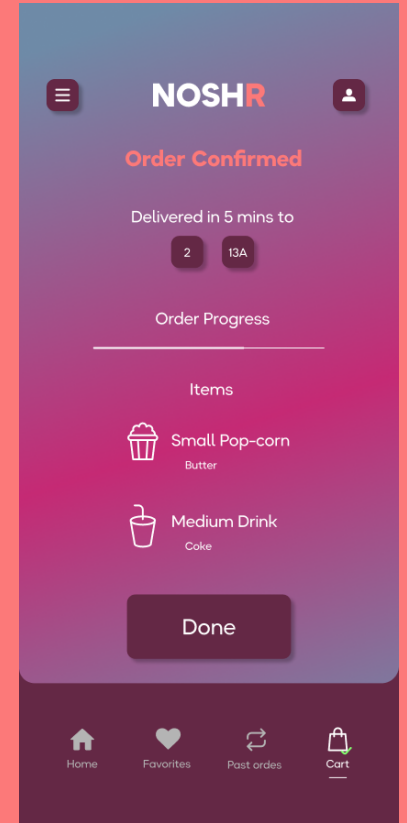 NOSHR
Order Confirmed
Delivered in 5 mins to
2 13A
Order Progress
Items
Small Pop-corn
Butter
Medium Drink
Coke
Done
Home Favorites Past ordes Cart